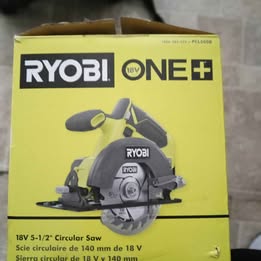 RYOBI 18V ONE+
RYOBI
18V 5-1/2" Circular Saw
Scie circulaire de 140 mm de 18 V
Sierra circular de 18 V x 140 mm